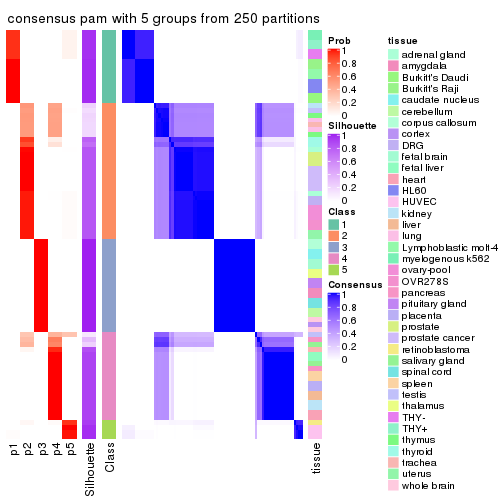 consensus pam with 5 groups from 250 partitions
Prob
1
0.8
0.6
0.4
0.2
0
Silhouette
1
0.8
0.6
0.4
0.2
0
Class
1
2
3
4
5
Consensus
1
0.8
0.6
0.4
0.2
0
tissue
adrenal gland
amygdala
Burkitt's Daudi
Burkitt's Raji
caudate nucleus
cerebellum
corpus callosum
cortex
DRG
fetal brain
fetal liver
heart
HL60
HUVEC
kidney
liver
lung
Lymphoblastic molt-4
myelogenous k562
ovary-pool
OVR278S
pancreas
pituitary gland
placenta
prostate
prostate cancer
retinoblastoma
salivary gland
spinal cord
spleen
testis
thalamus
THY-
THY+
thymus
thyroid
trachea
uterus
whole brain
p1
p2
p3
p4
p5
Silhouette
Class
tissue